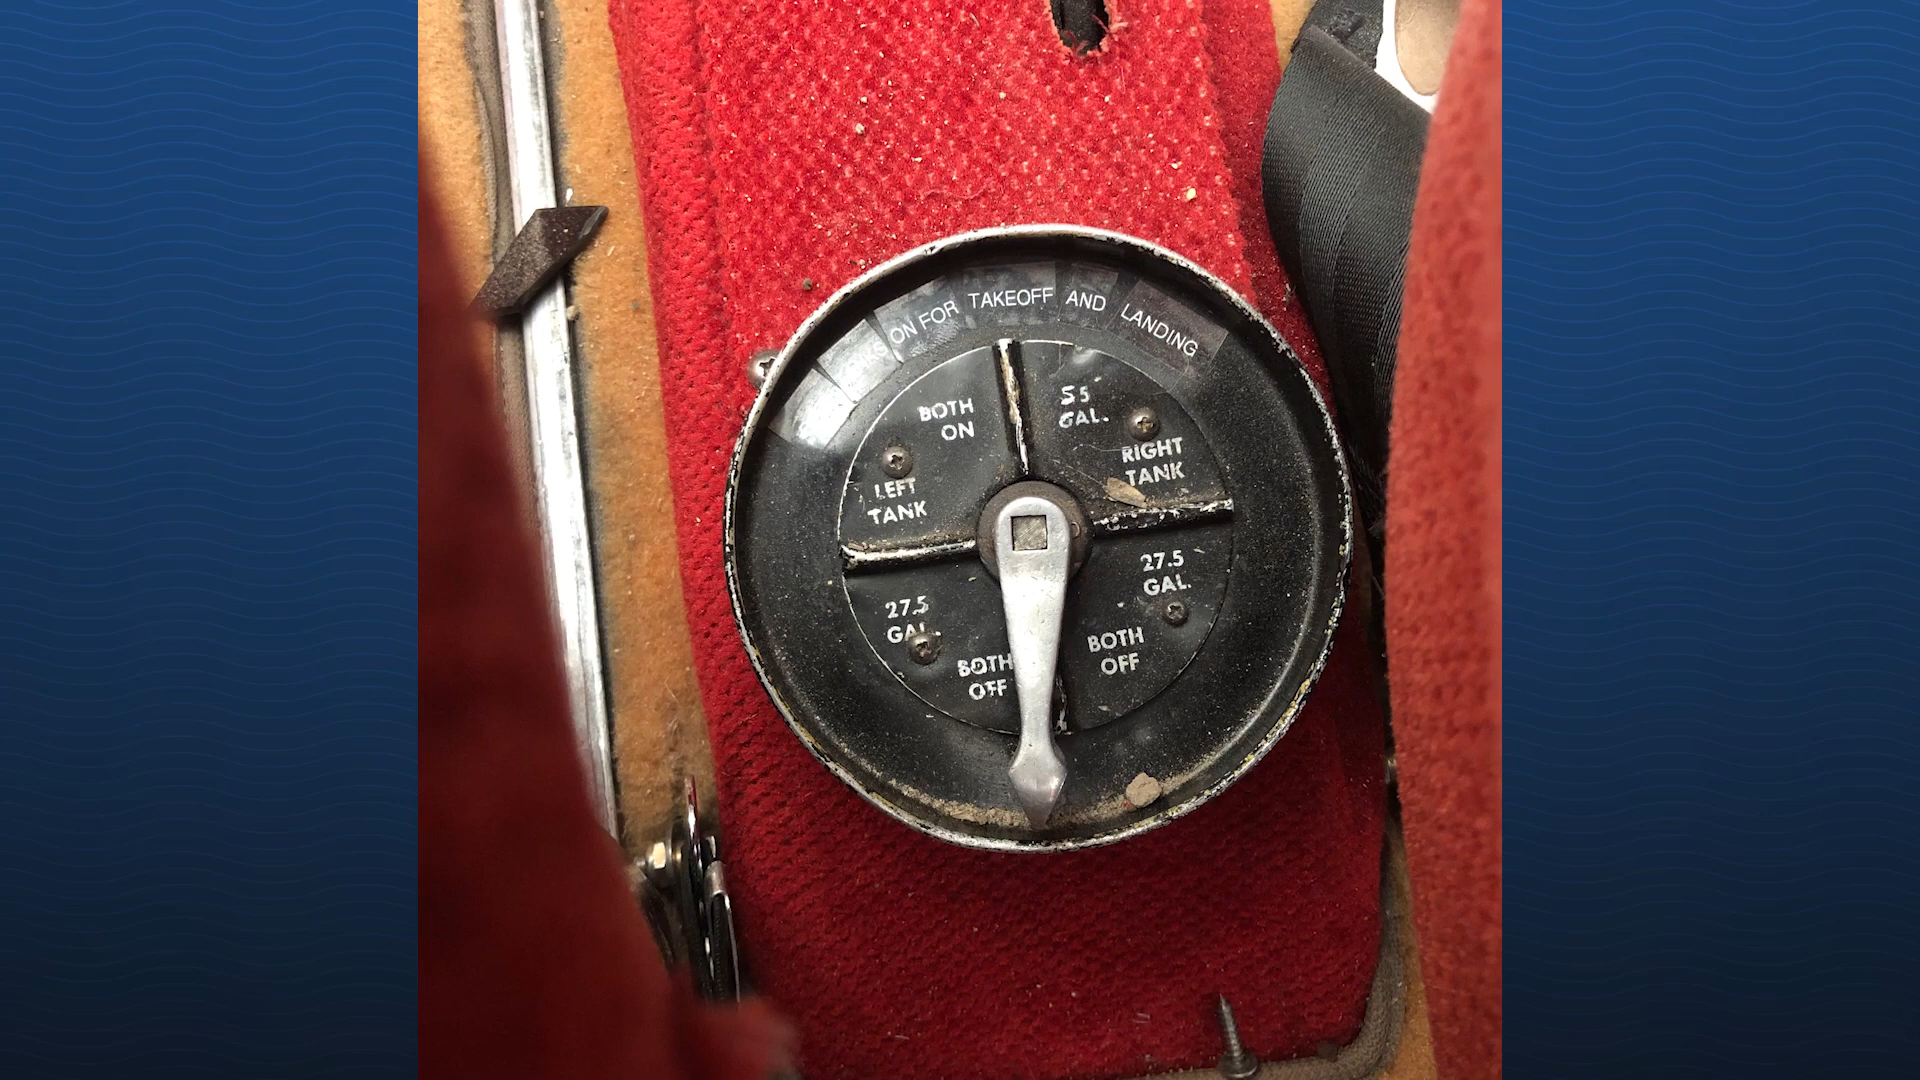 ON FOR TAKEOFF AND LANDING
BOTH
ON
55
GAL.
LEFT
TANK
RIGHT
TANK
27.5
GAL.
27.5
GAL.
BOTH
OFF
BOTH
OFF